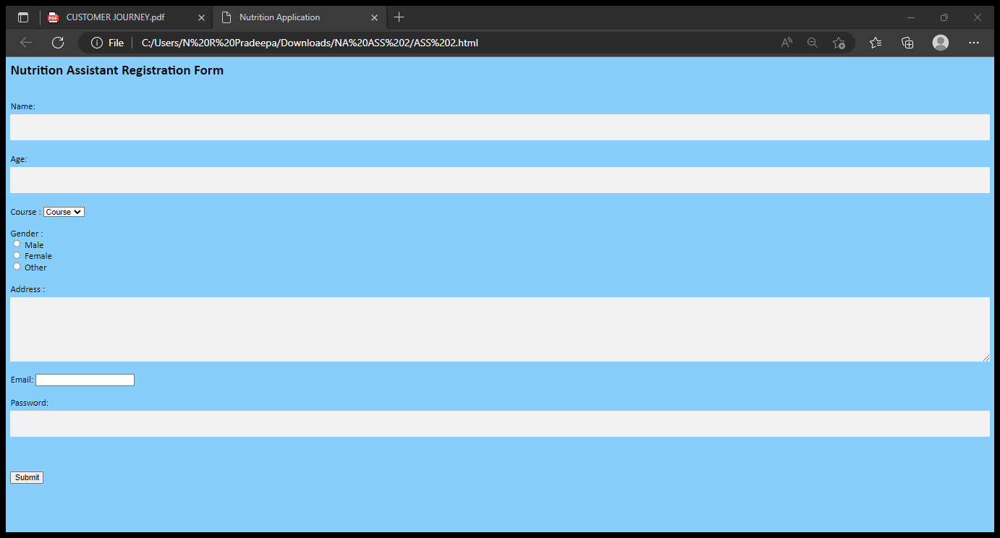 CUSTOMER JOURNEY.pdf
Nutrition Application
File
C:/Users/N%20R%20Pradeepa/Downloads/NA%20ASS%202/ASS%202.html
Nutrition Assistant Registration Form
Name:
Age:
Course : Course
Gender :
Male
Female
Other
Address :
Email:
Password:
Submit